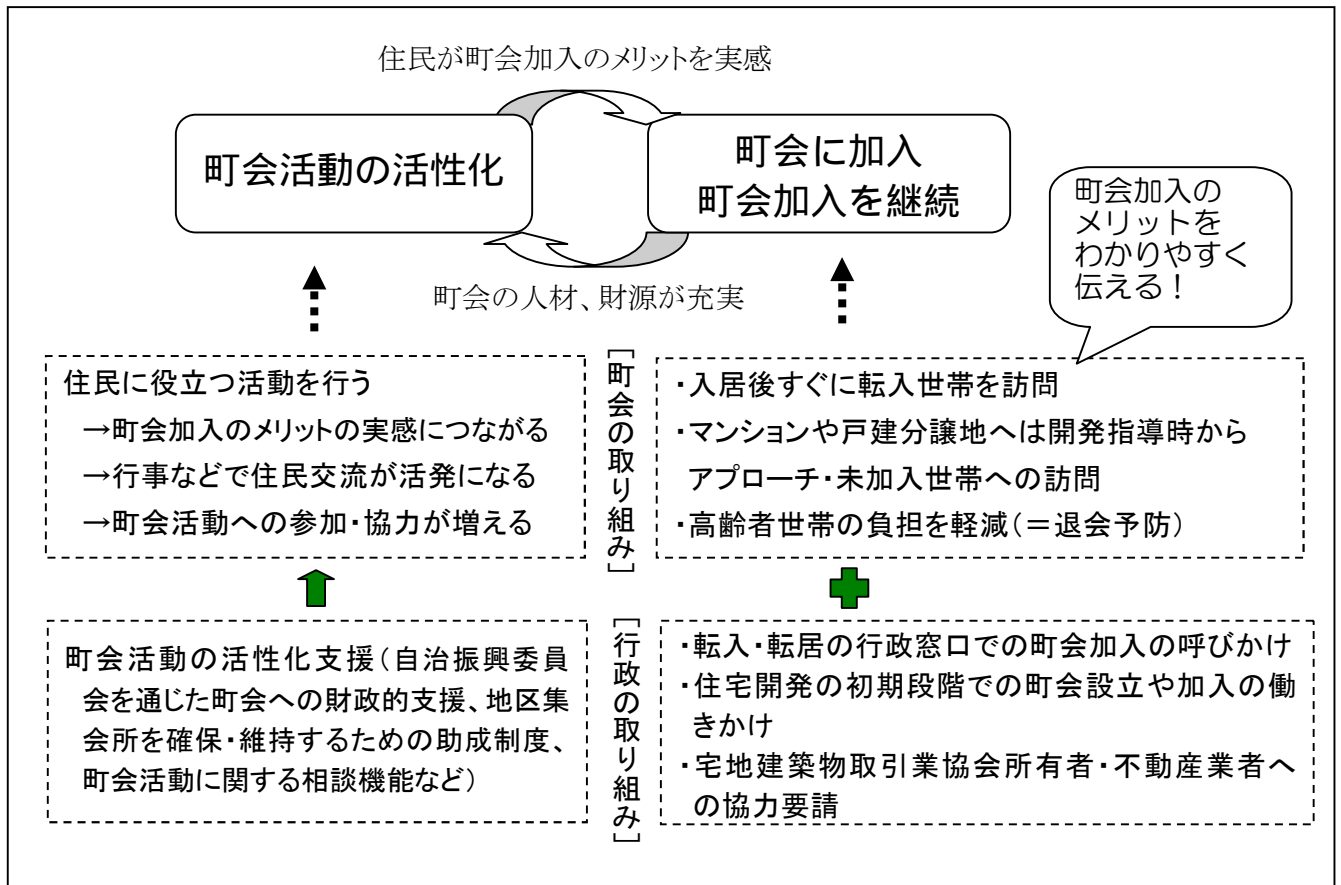 住民が町会加入のメリットを実感
町会活動の活性化
町会に加入
町会加入を継続
町会加入の
メリットを
わかりやすく
伝える！
町会の人材、財源が充実
住民に役立つ活動を行う
→町会加入のメリットの実感につながる
→行事などで住民交流が活発になる
→町会活動への参加・協力が増える
［町会の取り組み］
・入居後すぐに転入世帯を訪問
・マンションや戸建分譲地へは開発指導時から
アプローチ・未加入世帯への訪問
・高齢者世帯の負担を軽減（＝退会予防）
町会活動の活性化支援（自治振興委員
会を通じた町会への財政的支援、地区集
会所を確保・維持するための助成制度、
町会活動に関する相談機能など）
［行政の取り組み］
・転入・転居の行政窓口での町会加入の呼びかけ
・住宅開発の初期段階での町会設立や加入の働
きかけ
・宅地建築物取引業協会所有者・不動産業者へ
の協力要請